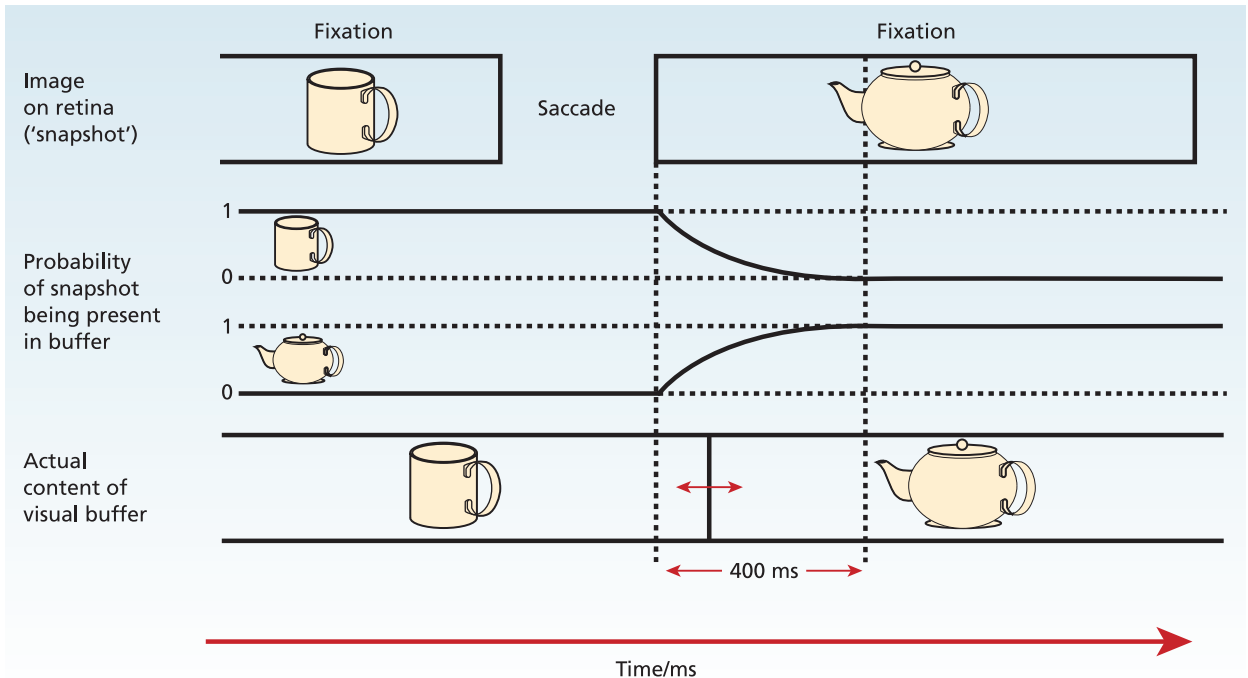 Fixation
Fixation
Image
on retina
(‘snapshot’)
Saccade
1
0
Probability
of snapshot
being present
in buffer
1
0
Actual
content of
visual buffer
400 ms
Time/ms